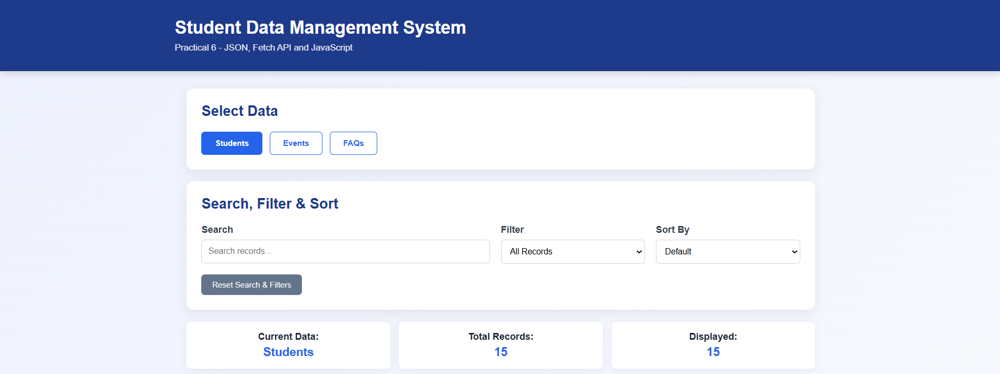 Student Data Management System
Practical 6 - JSON, Fetch API and JavaScript
Select Data
Students Events FAQs
Search, Filter & Sort
Search Filter Sort By
Search records... All Records Default
Reset Search & Filters
Current Data: Total Records: Displayed:
Students 15 15